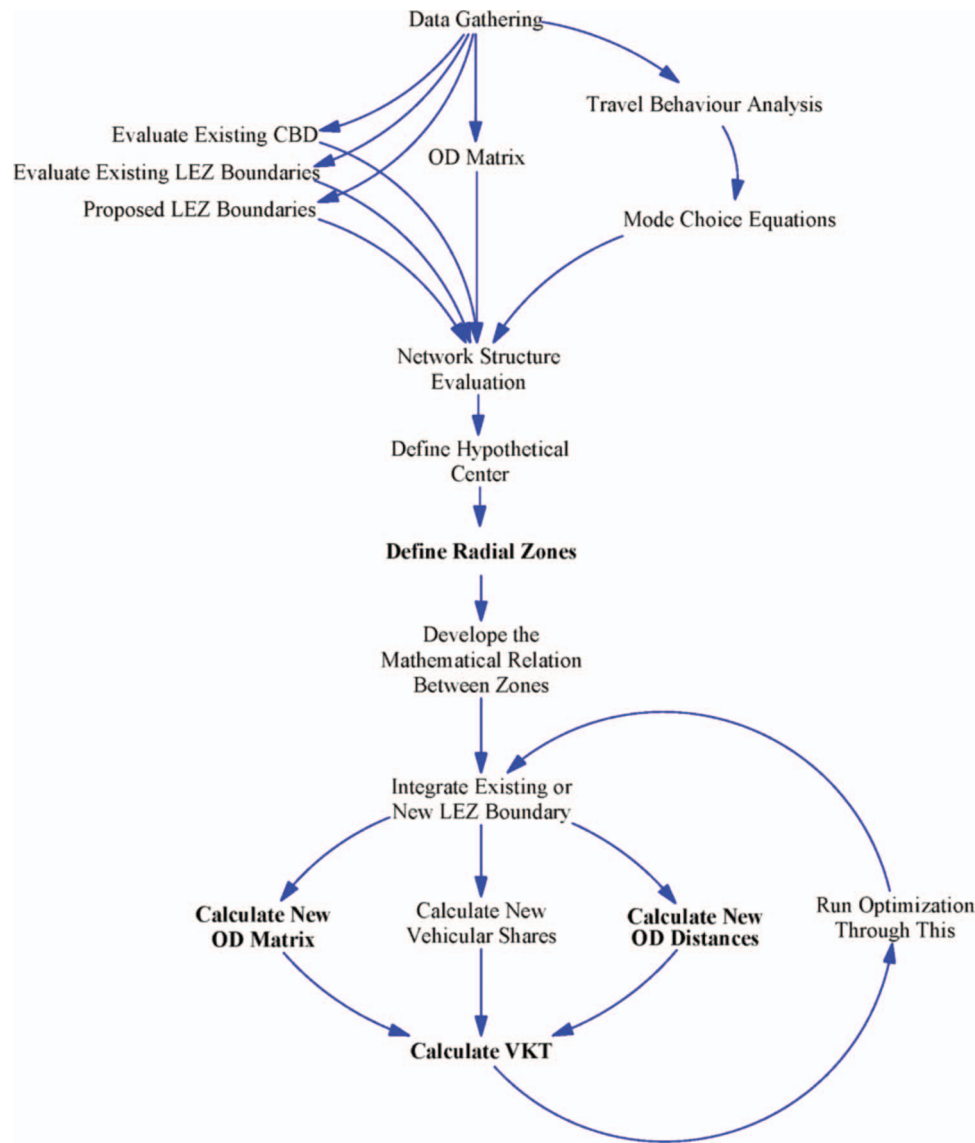 Data Gathering
Travel Behaviour Analysis
Evaluate Existing CBD
OD Matrix
Evaluate Existing LEZ Boundaries
Proposed LEZ Boundaries
Mode Choice Equations
Network Structure
Evaluation
Define Hypothetical
Center
Define Radial Zones
Develope the
Mathematical Relation
Between Zones
Integrate Existing or
New LEZ Boundary
Calculate New
OD Matrix
Calculate New
Vehicular Shares
Calculate New
OD Distances
Run Optimization
Through This
Calculate VKT